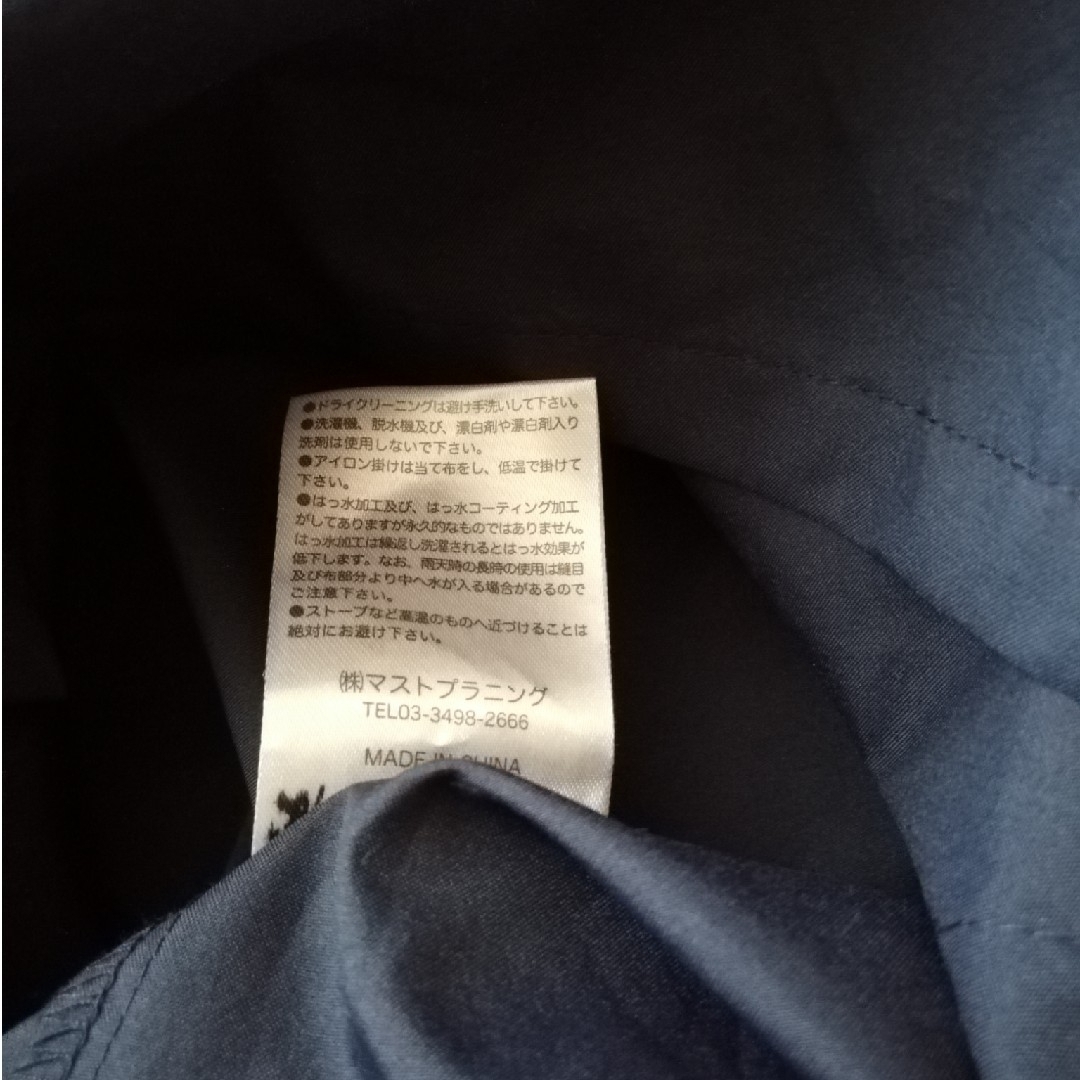 ●ドライクリーニングは避け手洗いして下さい。
●洗濯機、脱水機及び、漂白剤や漂白剤入り
洗剤は使用しないで下さい。
●アイロン掛けは当て布をし、低温で掛けて
下さい。
●はっ水加工及び、はっ水コーティング加工
がしてありますが永久的なものではありません。
はっ水加工は繰返し洗濯されるとはっ水効果が
低下します。なお、雨天時の長時の使用は縫目
及び布部分より中へ水が入る場合があるので
ご注意下さい。
●ストーブなど高温のものへ近づけることは
絶対にお避け下さい。
㈱マストプラニング
TEL03-3498-2666
MADE IN CHINA